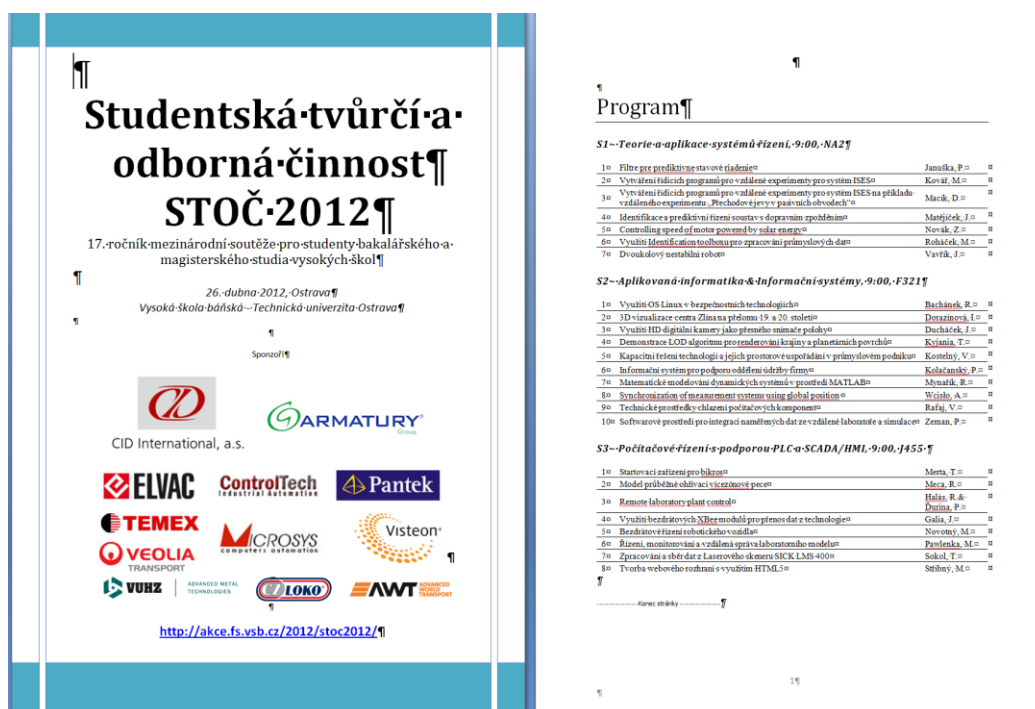 ¶
Studentská·tvůrčí·a·
odborná·činnost¶
STOČ·2012¶
17.·ročník·mezinárodní·soutěže·pro·studenty·bakalářského·a·
magisterského·studia·vysokých·škol¶
¶
26.·dubna·2012,·Ostrava¶
Vysoká·škola·báňská·–·Technická·univerzita·Ostrava¶
¶
¶
Sponzoři¶
CID International, a.s.
ARMATURY
Group
ELVAC
ControlTech
Industrial Automation
Pantek
TEMEX
MICROSYS
computers automation
VISTEON®
VEOLIA
TRANSPORT
¶
VUHZ
ADVANCED METAL
TECHNOLOGIES
CZ LOKO®
AWT
ADVANCED
WORLD
TRANSPORT
¶
http://akce.fs.vsb.cz/2012/stoc2012/¶
¶
¶
Program¶
S1·–·Teorie·a·aplikace·systémů·řízení,·9:00,·NA2¶
1¤ Filtre·pre·prediktívne·stavové·riadenie¤ Januška,·P.¤ ¤
2¤ Vytváření·řídicích·programů·pro·vzdálené·experimenty·pro·systém·ISES¤ Kovář,·M.¤ ¤
3¤ Vytváření·řídicích·programů·pro·vzdálené·experimenty·pro·systém·ISES·na·příkladu·
vzdáleného·experimentu·„Přechodové·jevy·v·pasivních·obvodech“¤ Macik,·D.¤ ¤
4¤ Identifikace·a·prediktivní·řízení·soustav·s·dopravním·zpožděním¤ Matějíček,·J.¤ ¤
5¤ Controlling·speed·of·motor·powered·by·solar·energy¤ Novák,·Z.¤ ¤
6¤ Využití·Identification·toolboxu·pro·zpracování·průmyslových·dat¤ Roháček,·M.¤ ¤
7¤ Dvoukolový·nestabilní·robot¤ Vavřík,·J.¤ ¤
S2·–·Aplikovaná·informatika·&·Informační·systémy,·9:00,·F321¶
1¤ Využití·OS·Linux·v·bezpečnostních·technologiích¤ Bachánek,·R.¤ ¤
2¤ 3D·vizualizace·centra·Zlína·na·přelomu·19.·a·20.·století¤ Dorazínová,·I.¤ ¤
3¤ Využití·HD·digitální·kamery·jako·přesného·snímače·polohy¤ Ducháček,·J.¤ ¤
4¤ Demonstrace·LOD·algoritmu·pro·renderování·krajiny·a·planetárních·povrchů¤ Kyjania,·T.¤ ¤
5¤ Kapacitní·řešení·technologií·a·jejich·prostorové·uspořádání·v·průmyslovém·podniku¤ Kostelný,·V.¤ ¤
6¤ Informační·systém·pro·podporu·oddělení·údržby·firmy¤ Kolačanský,·P.¤ ¤
7¤ Matematické·modelování·dynamických·systémů·v·prostředí·MATLAB¤ Mynařík,·R.¤ ¤
8¤ Synchronization·of·measurement·systems·using·global·position¤ Wcisło,·A.¤ ¤
9¤ Technické·prostředky·chlazení·počítačových·komponent¤ Rafaj,·V.¤ ¤
10¤ Softwarové·prostředí·pro·integraci·naměřených·dat·ze·vzdálené·laboratoře·a·simulace¤ Zeman,·P.¤ ¤
S3·–·Počítačové·řízení·s·podporou·PLC·a·SCADA/HMI,·9:00,·J455·¶
1¤ Startovací·zařízení·pro·bikros¤ Merta,·T.¤ ¤
2¤ Model·průběžné·ohřívací·vícezónové·pece¤ Meca,·R.¤ ¤
3¤ Remote·laboratory·plant·control¤ Halás,·R.·&·
Ďurina,·P.¤ ¤
4¤ Využití·bezdrátových·XBee·modulů·pro·přenos·dat·z·technologie¤ Galia,·J.¤ ¤
5¤ Bezdrátové·řízení·robotického·vozidla¤ Novotný,·M.¤ ¤
6¤ Řízení,·monitorování·a·vzdálená·správa·laboratorního·modelu¤ Pawlenka,·M.¤ ¤
7¤ Zpracování·a·sběr·dat·z·Laserového·skeneru·SICK·LMS·400¤ Sokol,·T.¤ ¤
8¤ Tvorba·webového·rozhraní·s·využitím·HTML5¤ Stříbný,·M.¤ ¤
¶
Konec stránky ¶
1¶
¶